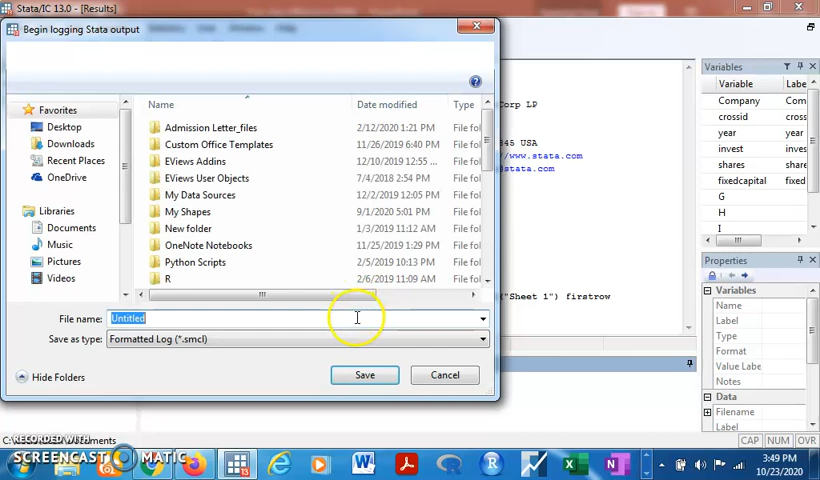 Stata/IC 13.0 - [Results]
Begin logging Stata output
Name
Date modified
Type
Favorites
Desktop
Downloads
Recent Places
OneDrive
Libraries
Documents
Music
Pictures
Videos
Admission Letter_files 2/12/2020 1:21 PM File fol
Custom Office Templates 11/26/2019 6:40 PM File fol
EViews Addins 12/10/2019 12:55 ... File fol
EViews User Objects 7/4/2018 2:54 PM File fol
My Data Sources 12/2/2019 12:05 PM File fol
My Shapes 9/1/2020 5:01 PM File fol
New folder 1/3/2019 11:12 AM File fol
OneNote Notebooks 11/25/2019 1:29 PM File fol
Python Scripts 2/5/2019 10:13 PM File fol
R 2/6/2019 11:09 AM File fol
File name: Untitled
Save as type: Formatted Log (*.smcl)
Hide Folders
Save
Cancel
Corp LP
845 USA
//www.stata.com
@stata.com
("Sheet 1") firstrow
Variables
Variable Labe
Company Com
crossid cross
year year
invest invest
shares shares
fixedcapital fixed
G
H
I
Properties
Variables
Name
Label
Type
Format
Value Labe
Notes
Data
Filename
Label
CAP NUM OVR
RECORDED WITH
SCREENCAST MATIC
3:49 PM
10/23/2020